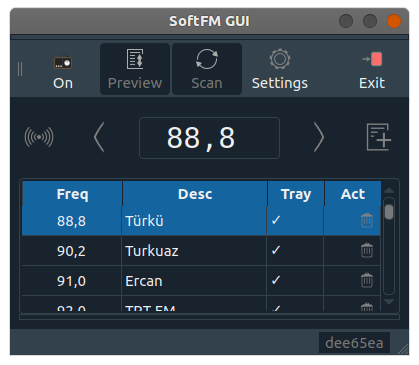 SoftFM GUI
On Preview Scan Settings Exit
88,8
Freq Desc Tray Act
88,8 Türkü ✓
90,2 Turkuaz ✓
91,0 Ercan ✓
92,0 TRT FM ✓
dee65ea